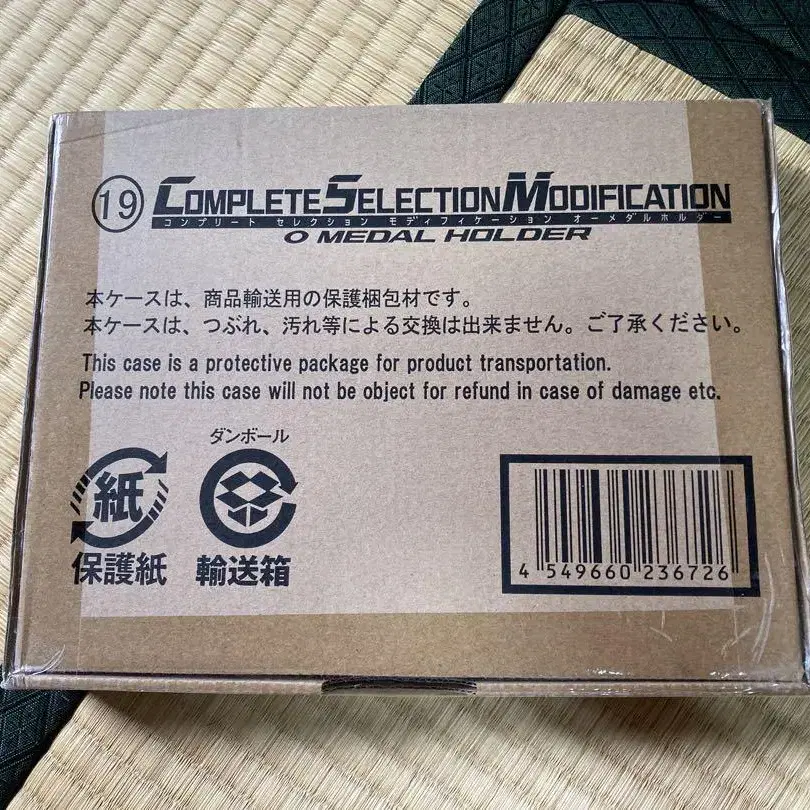 ⑲ COMPLETE SELECTION MODIFICATION
コンプリート セレクション モディフィケーション オーメダルホルダー
O MEDAL HOLDER
本ケースは、商品輸送用の保護梱包材です。
本ケースは、つぶれ、汚れ等による交換は出来ません。ご了承ください。
This case is a protective package for product transportation.
Please note this case will not be object for refund in case of damage etc.
ダンボール
紙
保護紙
輸送箱
4 549660 236726